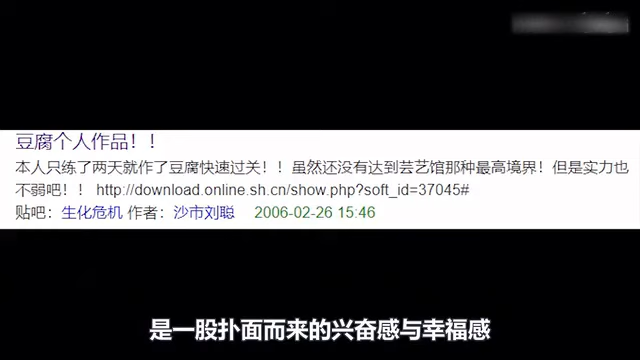 豆腐个人作品！！
本人只练了两天就作了豆腐快速过关！！虽然还没有达到芸艺馆那种最高境界！但是实力也
不弱吧！！ http://download.online.sh.cn/show.php?soft_id=37045#
贴吧：生化危机 作者：沙市刘聪 2006-02-26 15:46
是一股扑面而来的兴奋感与幸福感